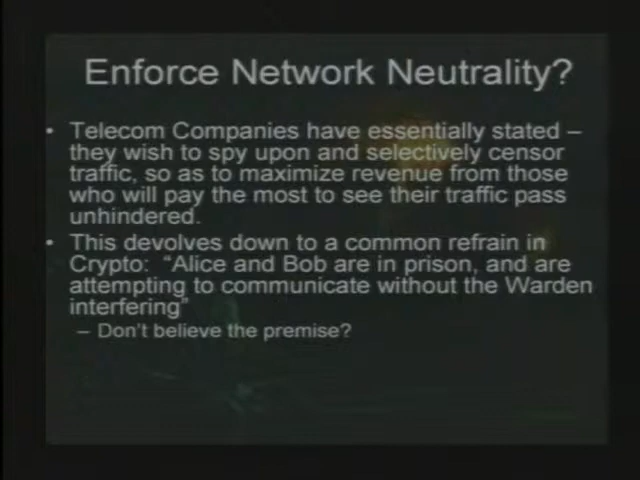 Enforce Network Neutrality?
• Telecom Companies have essentially stated –
they wish to spy upon and selectively censor
traffic, so as to maximize revenue from those
who will pay the most to see their traffic pass
unhindered.
• This devolves down to a common refrain in
Crypto: “Alice and Bob are in prison, and are
attempting to communicate without the Warden
interfering”
– Don’t believe the premise?